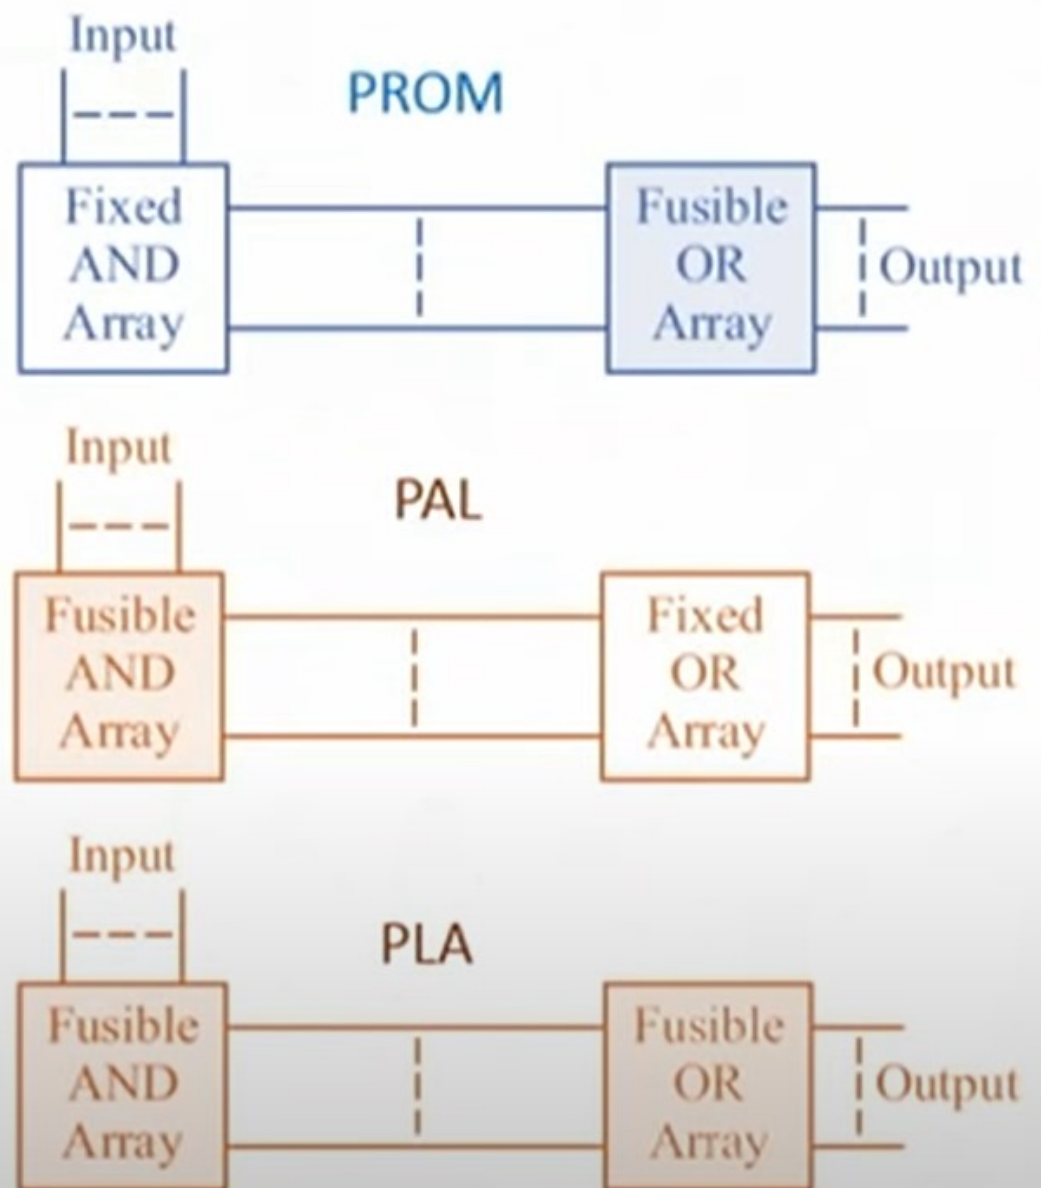 Input
PROM
Fixed
AND
Array
Fusible
OR
Array
Output
Input
PAL
Fusible
AND
Array
Fixed
OR
Array
Output
Input
PLA
Fusible
AND
Array
Fusible
OR
Array
Output